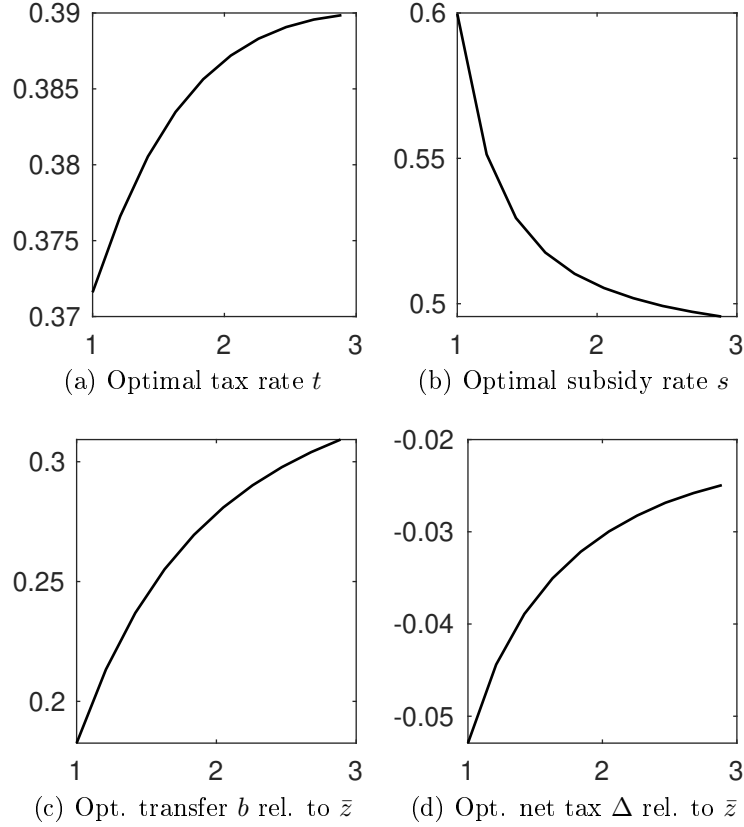 0.39
0.385
0.38
0.375
0.37
1 2 3
(a) Optimal tax rate t
0.6
0.55
0.5
1 2 3
(b) Optimal subsidy rate s
0.3
0.25
0.2
1 2 3
(c) Opt. transfer b rel. to z̄
-0.02
-0.03
-0.04
-0.05
1 2 3
(d) Opt. net tax Δ rel. to z̄